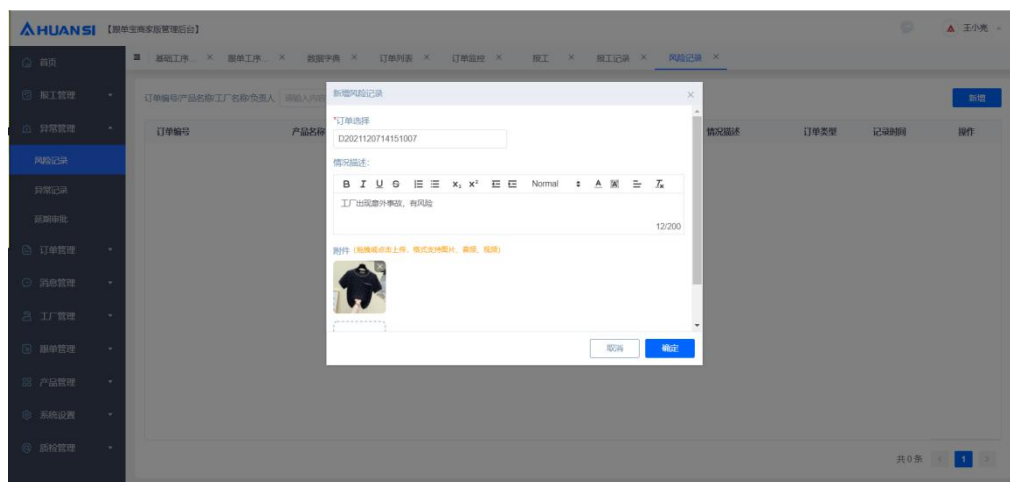 HUANSI 【跟单宝商家版管理后台】 王小亮
首页
基础工序... × 跟单工序... × 数据字典 × 订单列表 × 订单监控 × 报工 × 报工记录 × 风险记录 ×
报工管理
订单编号/产品名称/工厂名称/负责人 请输入内容
新增
异常管理
订单编号 产品名称 情况描述 订单类型 记录时间 操作
风险记录
异常记录
延期审批
订单管理
消息管理
工厂管理
跟单管理
产品管理
系统设置
质检管理
新增风险记录 ×
*订单选择
D2021120714151007
情况描述:
B I U S X₂ X² Normal A Tx
工厂出现意外事故,有风险
12/200
附件 (拖拽或点击上传,格式支持图片、音频、视频)
取消 确定
共 0 条 < 1 >